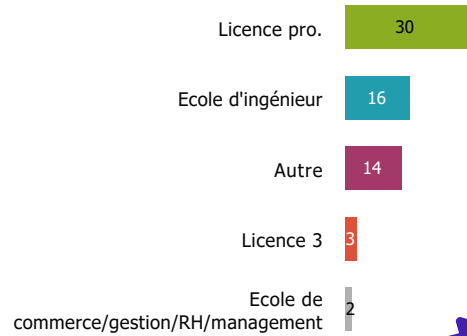 Licence pro. 30
Ecole d'ingénieur 16
Autre 14
Licence 3 3
Ecole de
commerce/gestion/RH/management 2